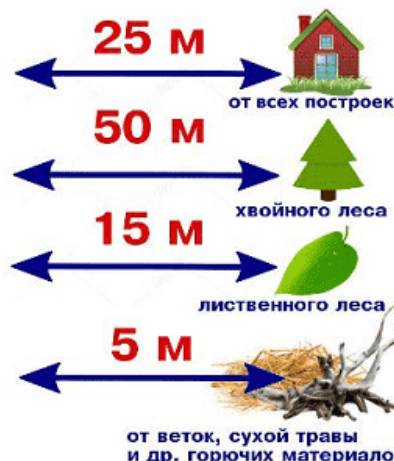 25 м
от всех построек
50 м
хвойного леса
15 м
лиственного леса
5 м
от веток, сухой травы
и др. горючих материало